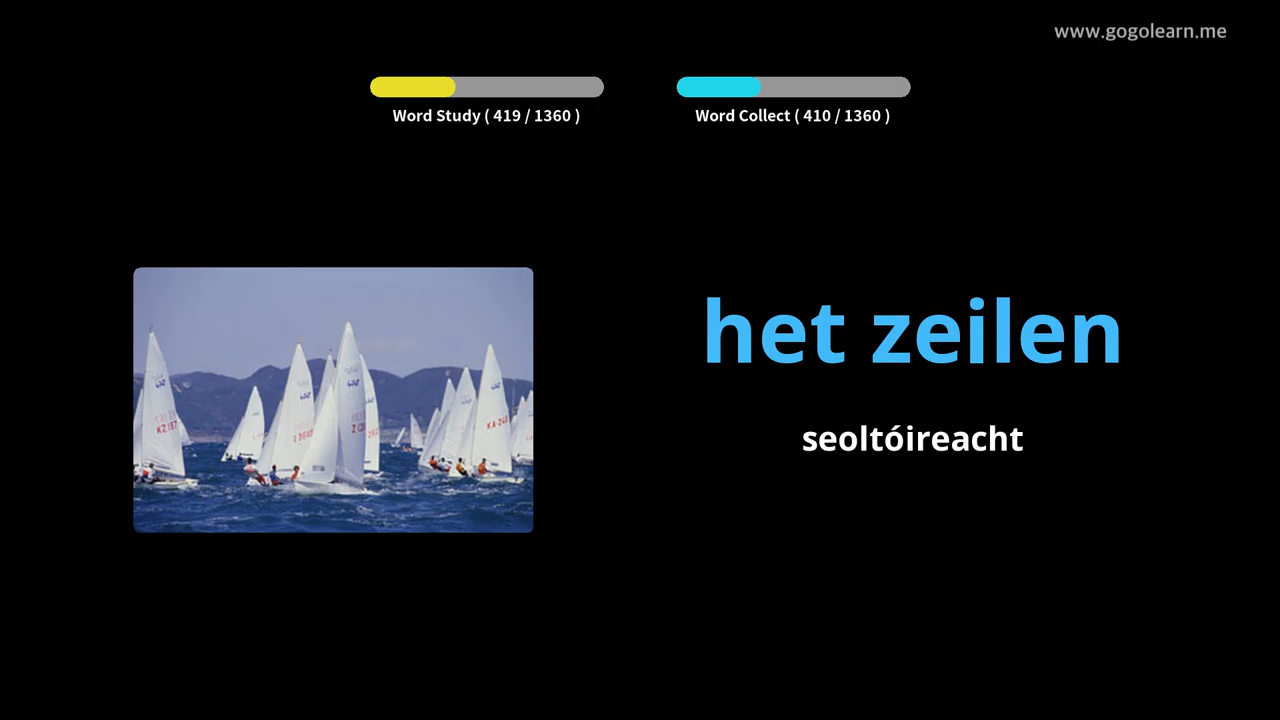 www.gogolearn.me
Word Study ( 419 / 1360 )
Word Collect ( 410 / 1360 )
het zeilen
seoltóireacht